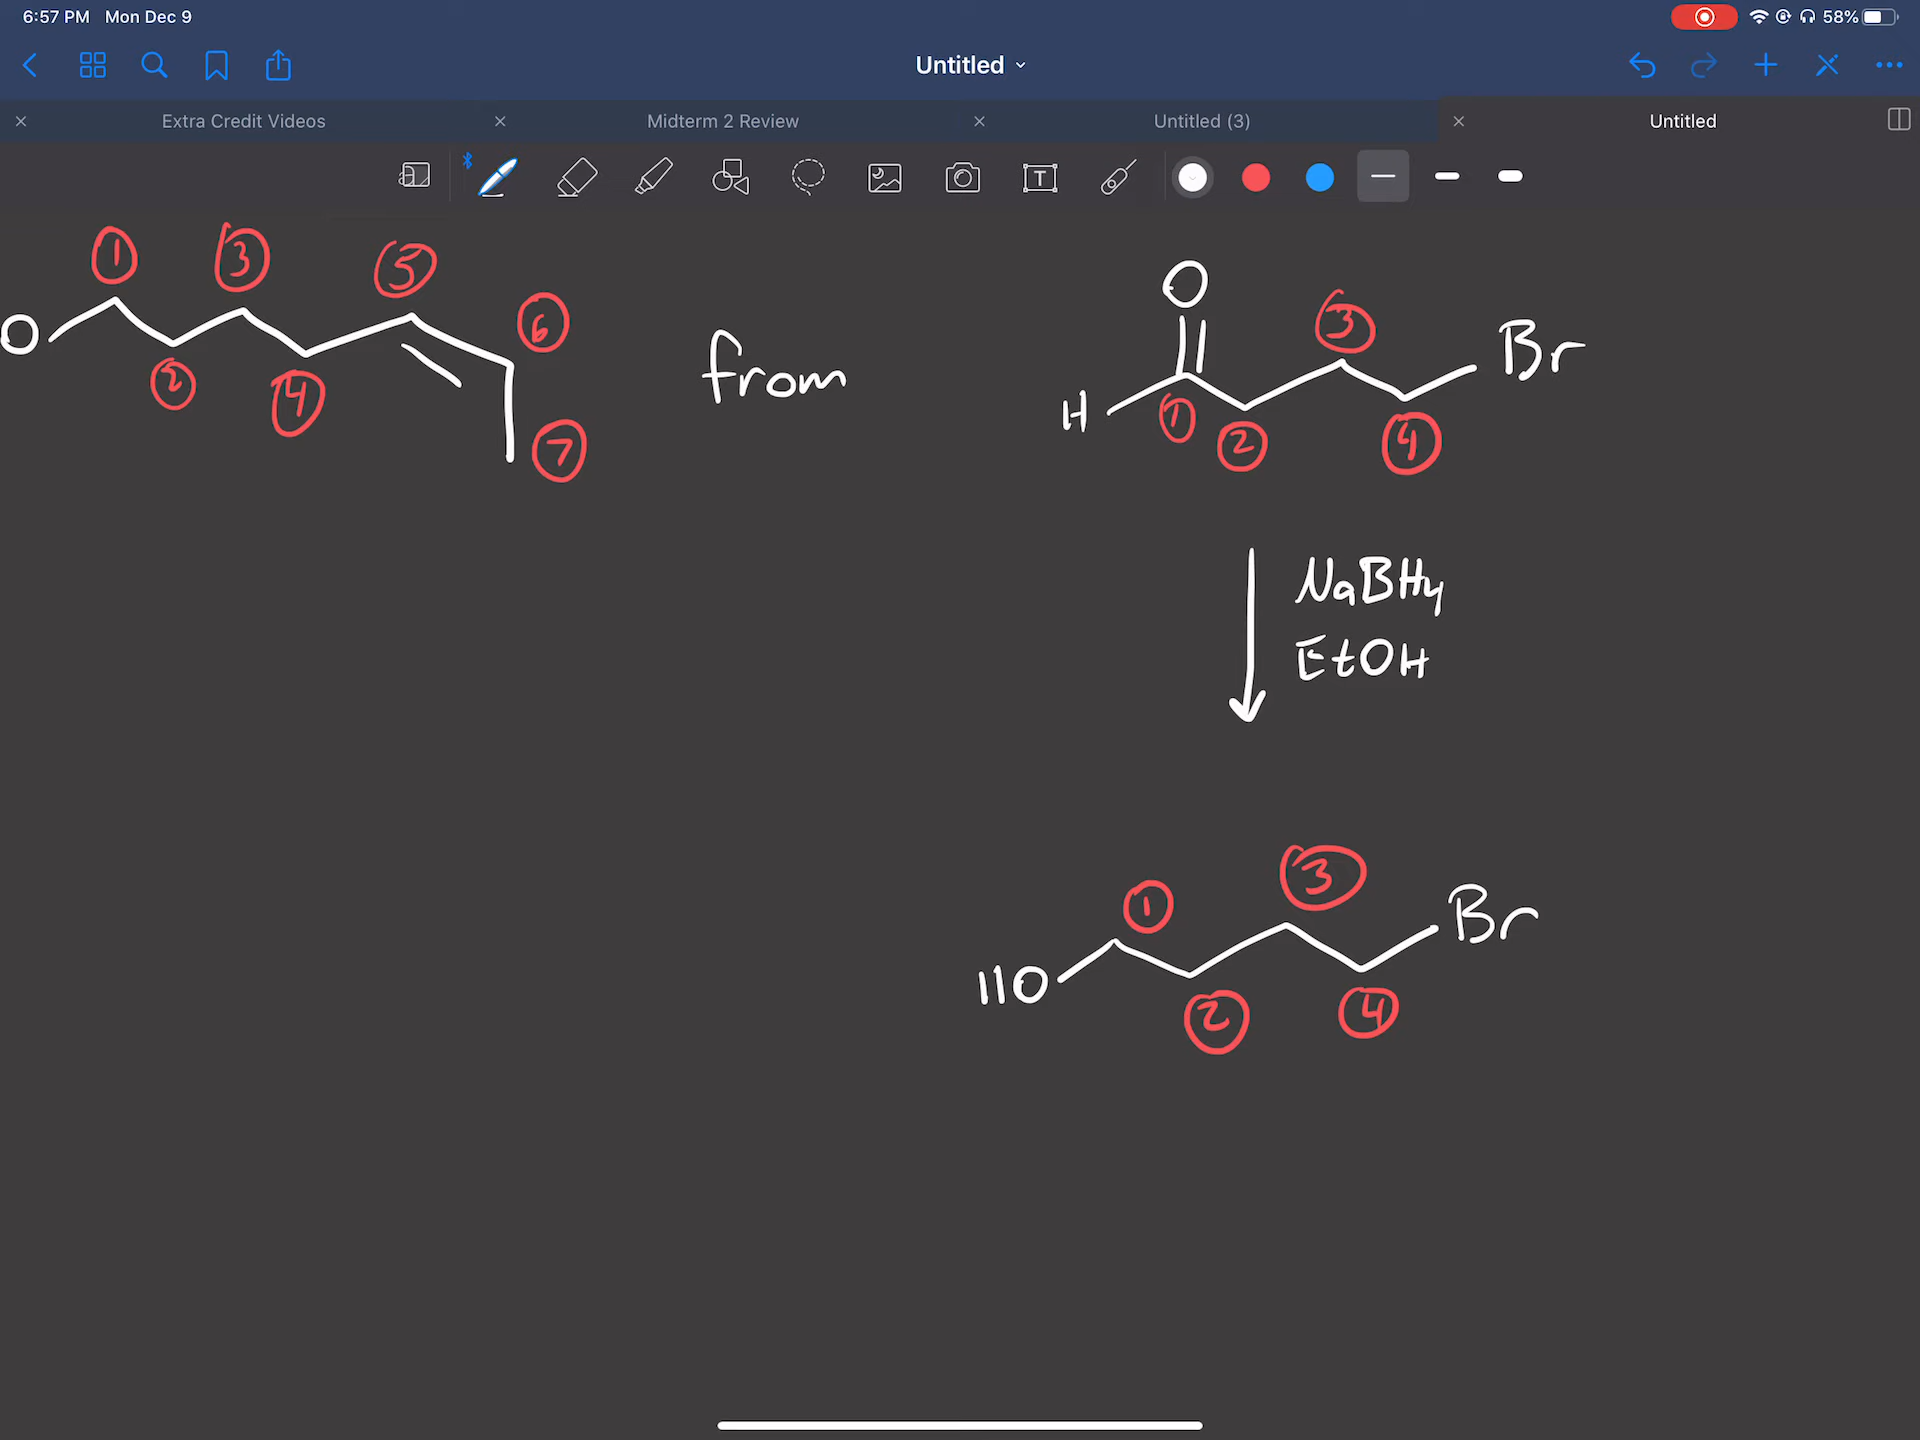 6:57 PM Mon Dec 9
58%
Untitled
Extra Credit Videos
Midterm 2 Review
Untitled (3)
Untitled
T
1 3 5
O
6
2 4
7
from
O
3
Br
H
1 2 4
NaBH4
EtOH
1 3
Br
HO
2 4